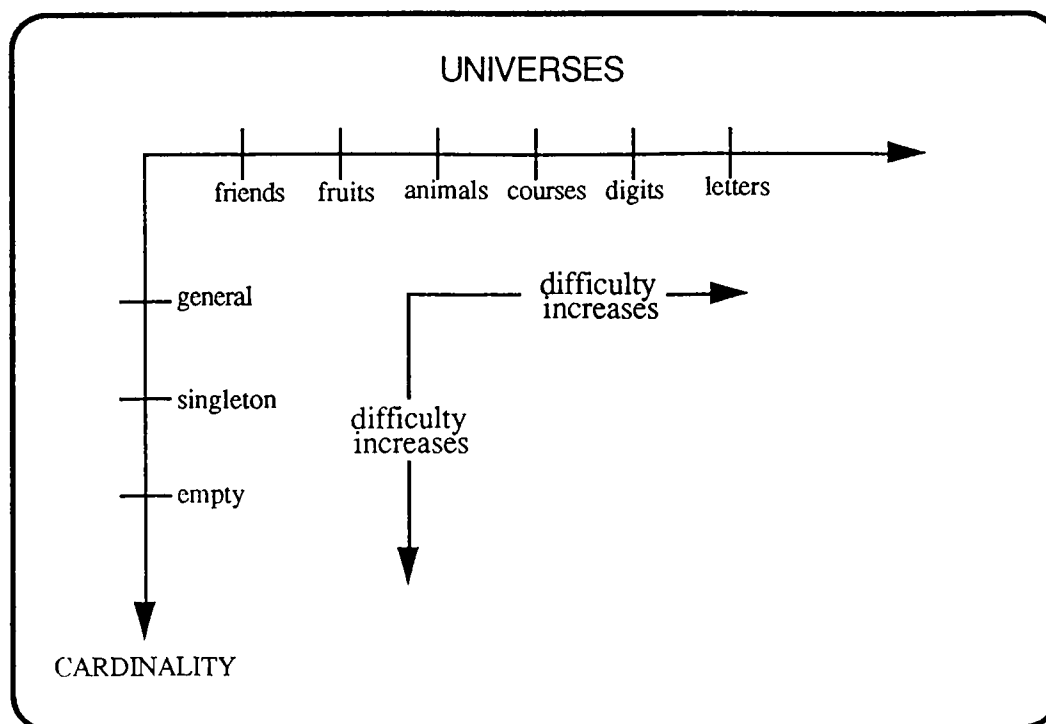 UNIVERSES
friends fruits animals courses digits letters
general
difficulty
increases
singleton
difficulty
increases
empty
CARDINALITY